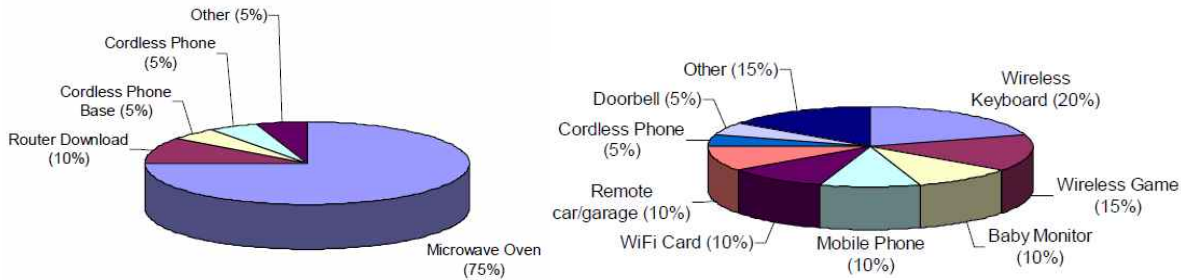 Other (5%)
Cordless Phone
(5%)
Cordless Phone
Base (5%)
Router Download
(10%)
Microwave Oven
(75%)
Other (15%)
Doorbell (5%)
Cordless Phone
(5%)
Remote
car/garage (10%)
WiFi Card (10%)
Mobile Phone
(10%)
Baby Monitor
(10%)
Wireless Game
(15%)
Wireless
Keyboard (20%)